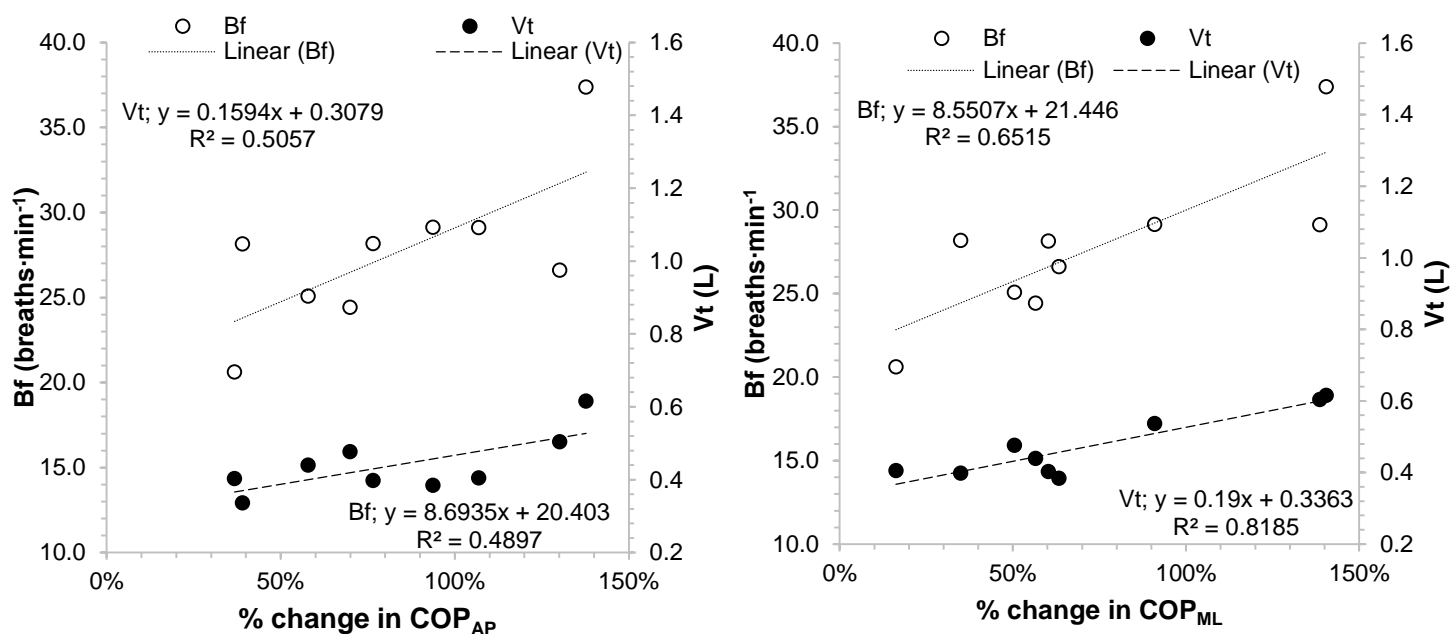 Bf Vt
Linear (Bf) Linear (Vt)
Vt; y = 0.1594x + 0.3079
R² = 0.5057
Bf; y = 8.6935x + 20.403
R² = 0.4897
40.0
35.0
30.0
25.0
20.0
15.0
10.0
Bf (breaths·min⁻¹)
1.6
1.4
1.2
1.0
0.8
0.6
0.4
0.2
Vt (L)
0% 50% 100% 150%
% change in COP_AP
Bf Vt
Linear (Bf) Linear (Vt)
Bf; y = 8.5507x + 21.446
R² = 0.6515
Vt; y = 0.19x + 0.3363
R² = 0.8185
40.0
35.0
30.0
25.0
20.0
15.0
10.0
Bf (breaths·min⁻¹
1.6
1.4
1.2
1.0
0.8
0.6
0.4
0.2
Vt (L)
0% 50% 100% 150%
% change in COP_ML